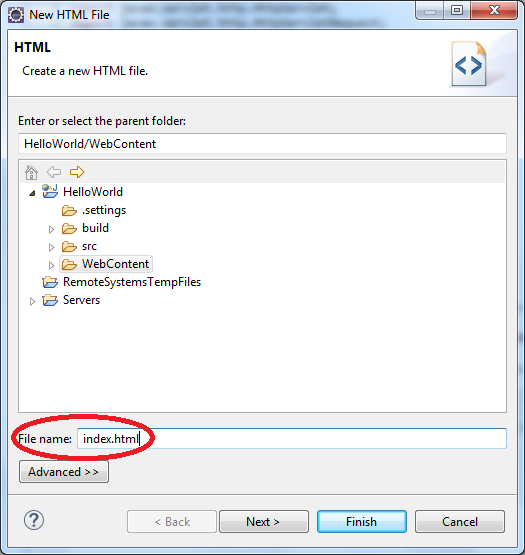 New HTML File
HTML
Create a new HTML file.
Enter or select the parent folder:
HelloWorld/WebContent
HelloWorld
.settings
build
src
WebContent
RemoteSystemsTempFiles
Servers
File name: index.html
Advanced >>
? < Back Next > Finish Cancel